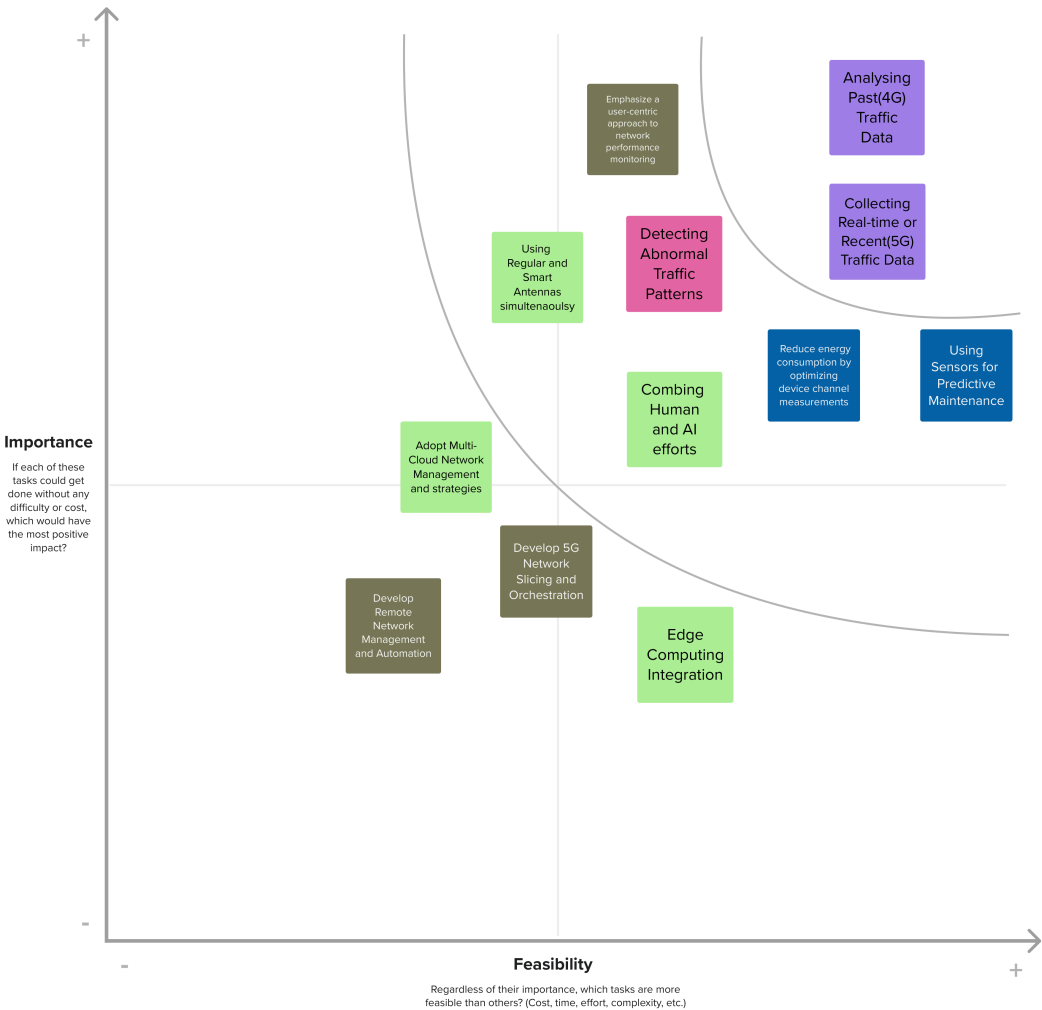 +
Analysing
Past(4G)
Traffic
Data
Emphasize a
user-centric
approach to
network
performance
monitoring
Collecting
Real-time or
Recent(5G)
Traffic Data
Detecting
Abnormal
Traffic
Patterns
Using
Regular and
Smart
Antennas
simultenaoulsy
Reduce energy
consumption by
optimizing
device channel
measurements
Using
Sensors for
Predictive
Maintenance
Combing
Human
and AI
efforts
Adopt Multi-
Cloud Network
Management
and strategies
Importance
If each of these
tasks could get
done without any
difficulty or cost,
which would have
the most positive
impact?
Develop 5G
Network
Slicing and
Orchestration
Develop
Remote
Network
Management
and Automation
Edge
Computing
Integration
-
-
Feasibility
+
Regardless of their importance, which tasks are more
feasible than others? (Cost, time, effort, complexity, etc.)